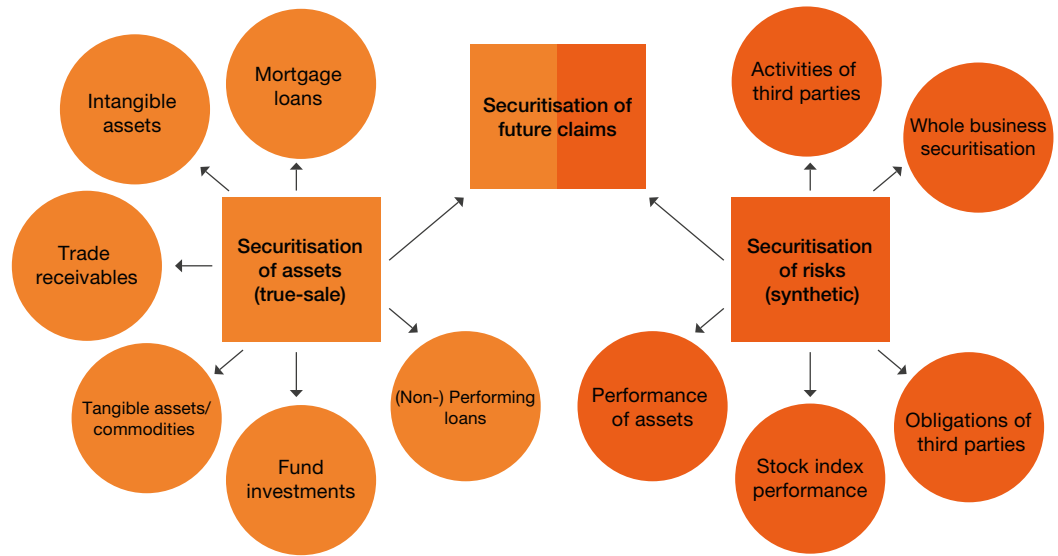 Mortgage
loans
Intangible
assets
Trade
receivables
Securitisation
of assets
(true-sale)
Tangible assets/
commodities
Fund
investments
(Non-) Performing
loans
Securitisation of
future claims
Activities of
third parties
Whole business
securitisation
Securitisation
of risks
(synthetic)
Performance
of assets
Stock index
performance
Obligations of
third parties